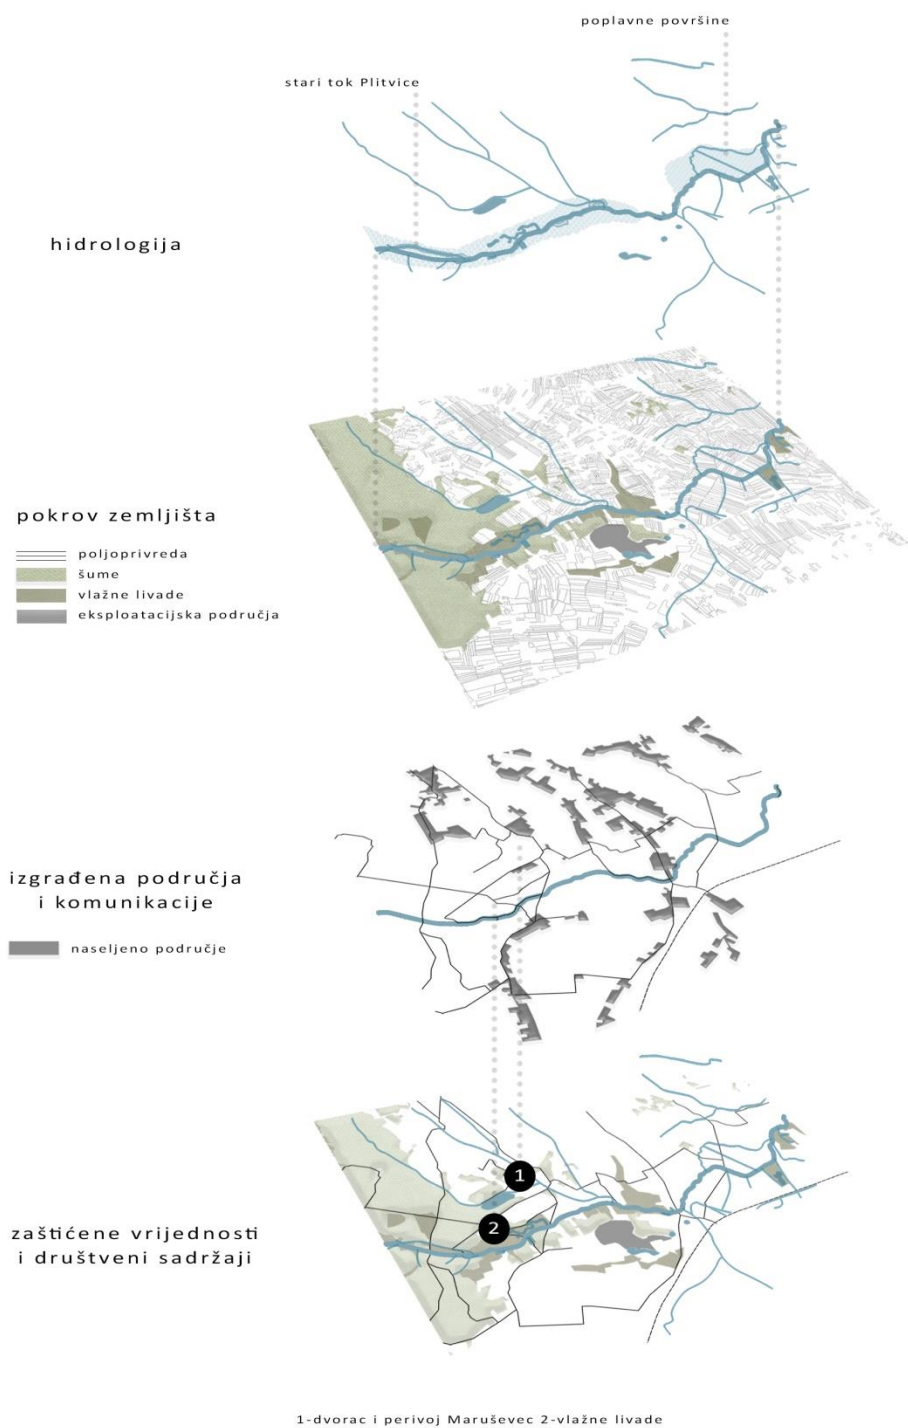 poplavne površine
stari tok Plitvice
hidrologija
pokrov zemljišta
poljoprivreda
šume
vlažne livade
eksploatacijska područja
izgrađena područja
i komunikacije
naseljeno područje
1
2
zaštićene vrijednosti
i društveni sadržaji
1-dvorac i perivoj Maruševec 2-vlažne livade